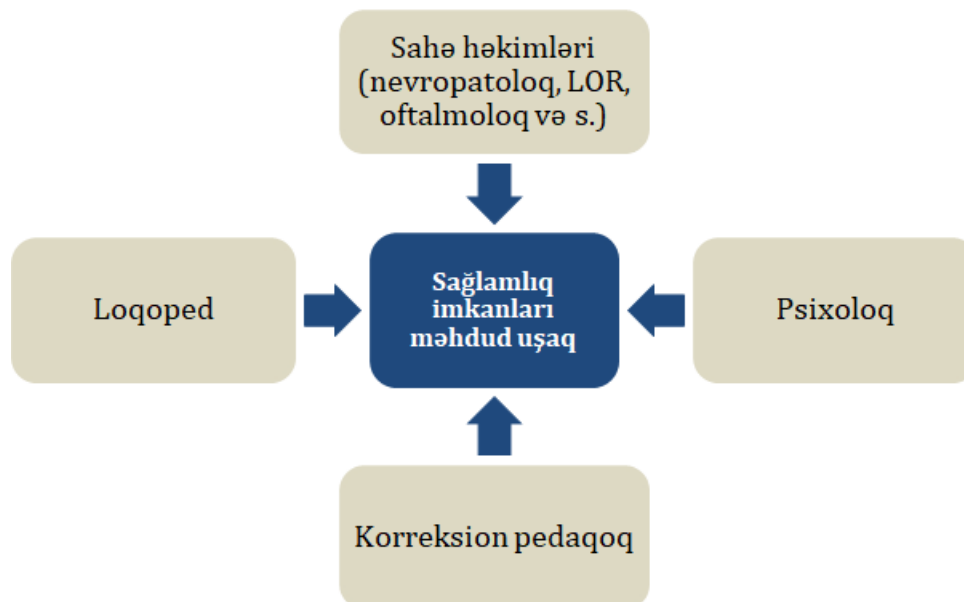 Sahə həkimləri
(nevropatoloq, LOR,
oftalmoloq və s.)
Loqoped
Sağlamlıq
imkanları
məhdud uşaq
Psixoloq
Korreksion pedaqoq